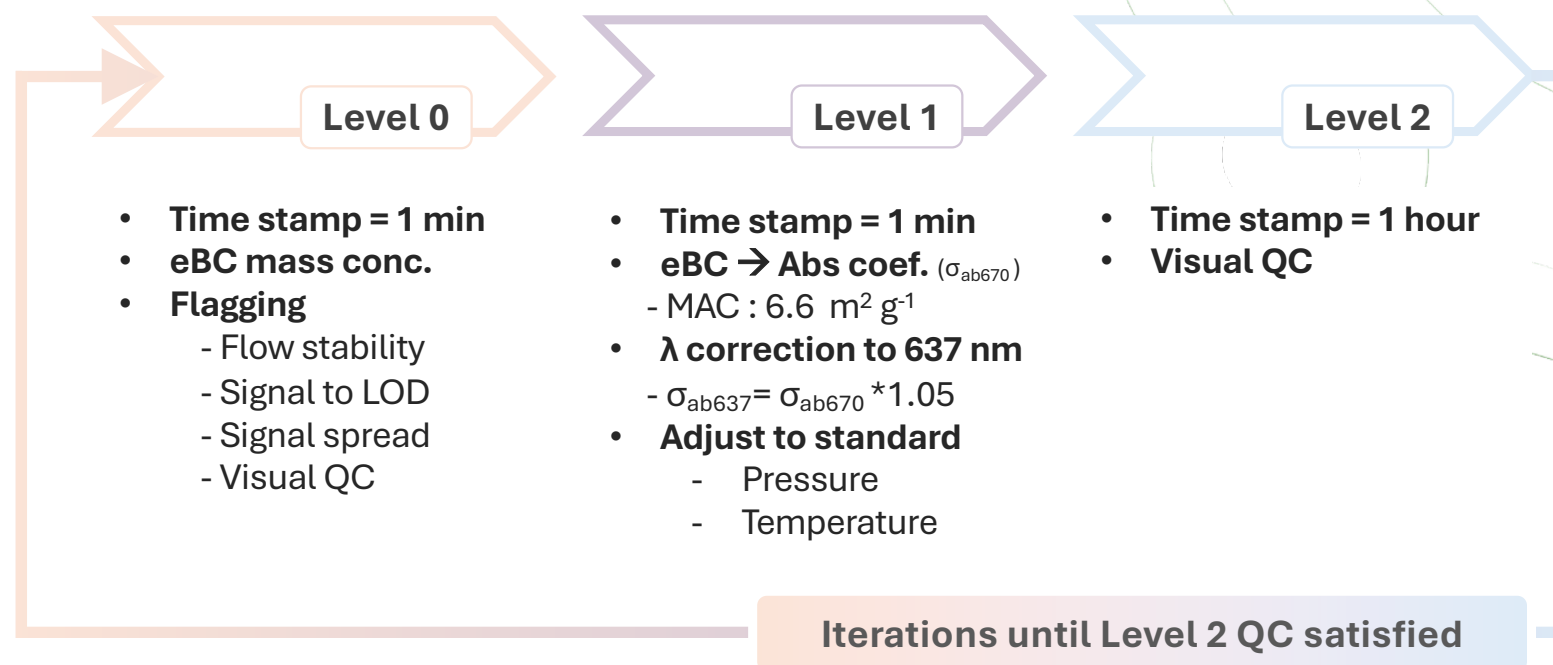 Level 0
• Time stamp = 1 min
• eBC mass conc.
• Flagging
- Flow stability
- Signal to LOD
- Signal spread
- Visual QC
Level 1
• Time stamp = 1 min
• eBC → Abs coef. (σab670)
- MAC : 6.6 m² g⁻¹
• λ correction to 637 nm
- σab637= σab670 *1.05
• Adjust to standard
- Pressure
- Temperature
Level 2
• Time stamp = 1 hour
• Visual QC
Iterations until Level 2 QC satisfied